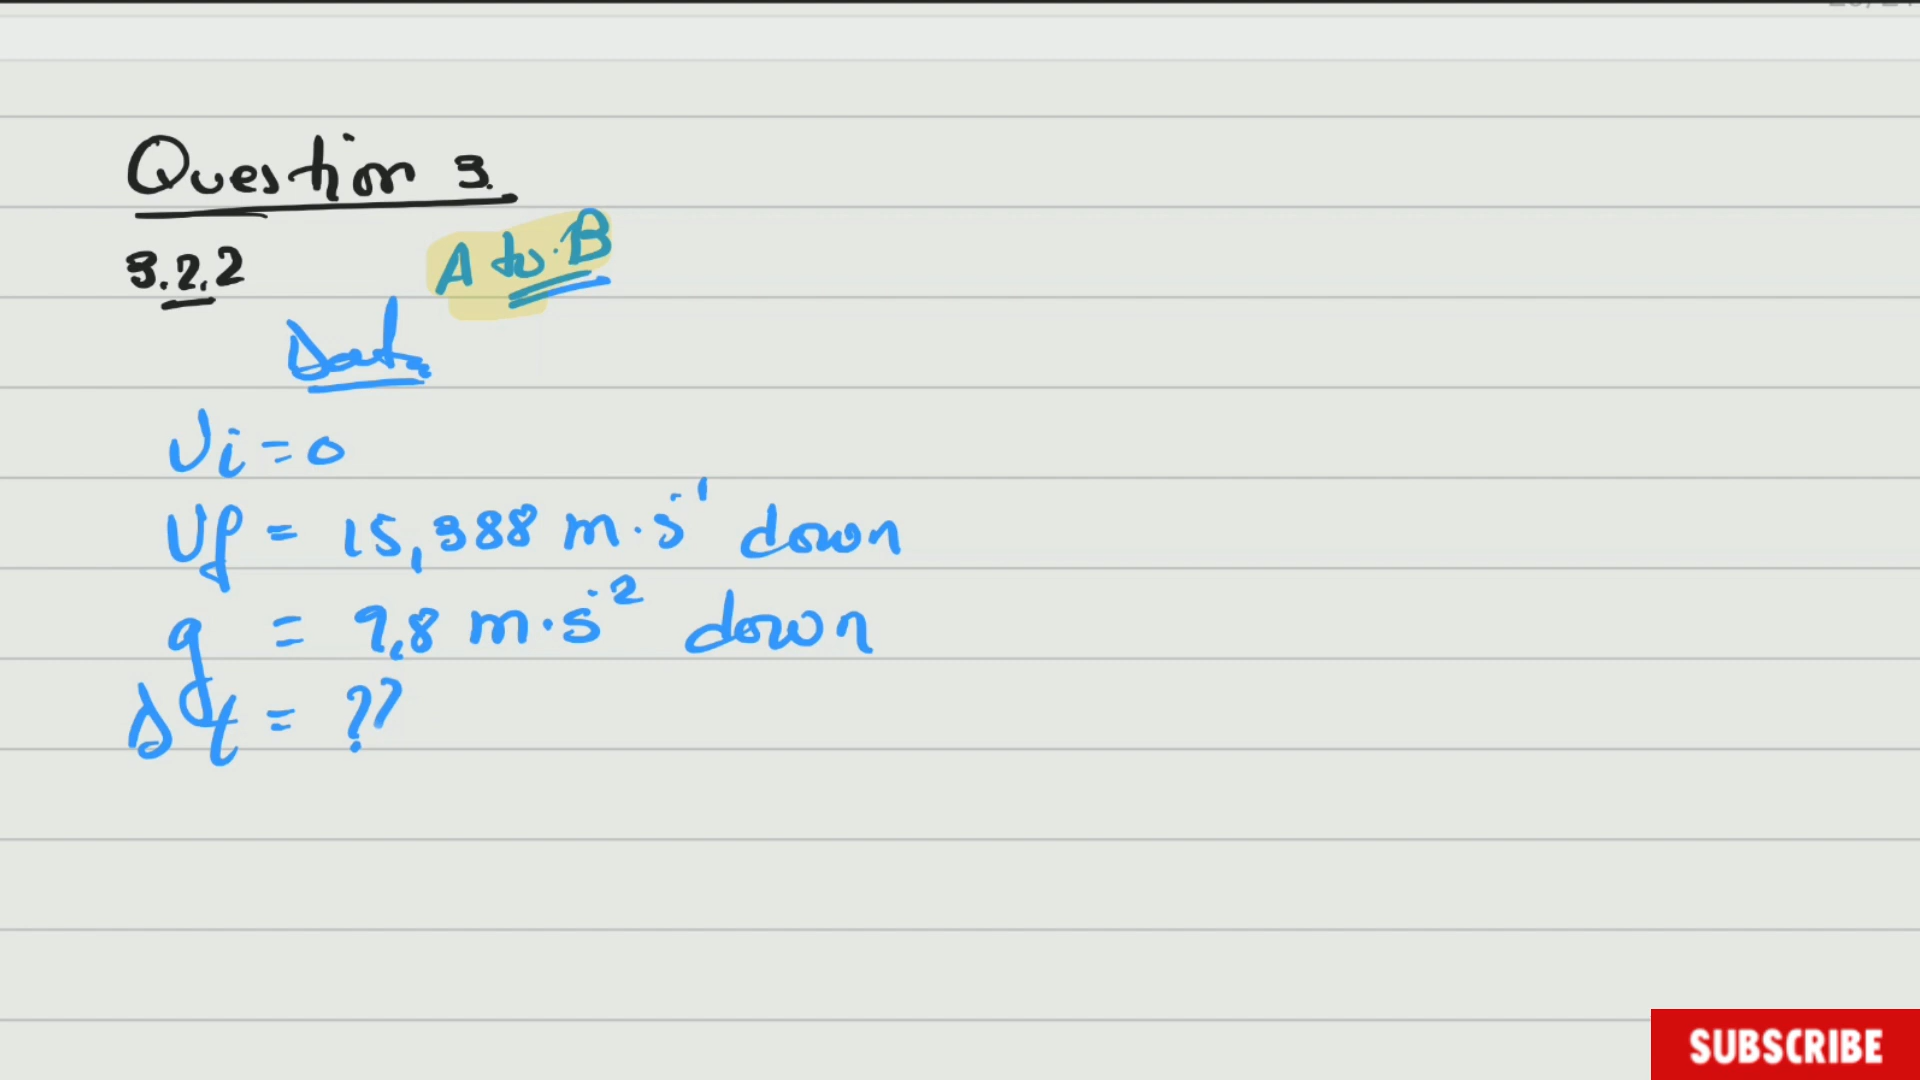 Question 3.
3.2.2
A to B
Data
Vi = 0
Vf = 15,388 m·s⁻¹ down
g = 9,8 m·s⁻² down
Δt = ??
SUBSCRIBE